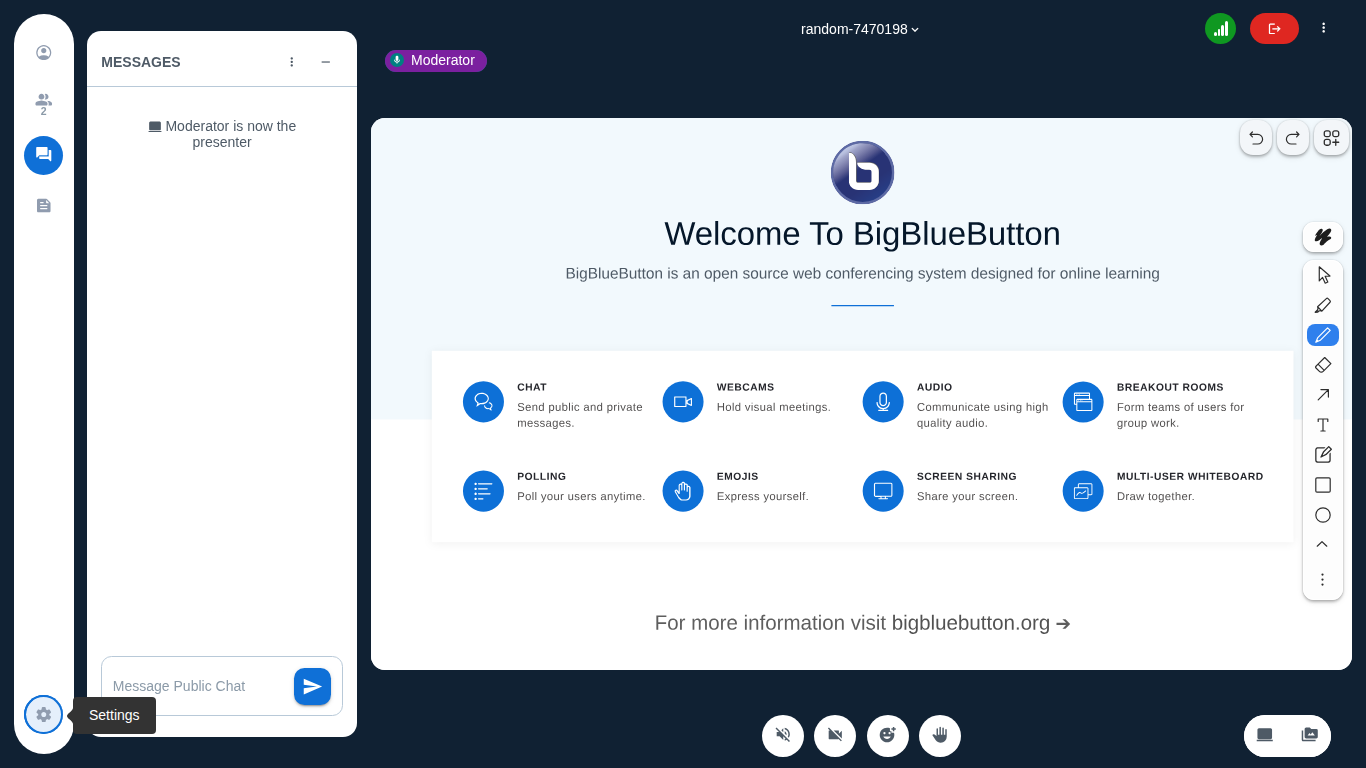 random-7470198
Moderator
2
MESSAGES
Moderator is now the
presenter
Message Public Chat
Settings
Welcome To BigBlueButton
BigBlueButton is an open source web conferencing system designed for online learning
CHAT
Send public and private
messages.
WEBCAMS
Hold visual meetings.
AUDIO
Communicate using high
quality audio.
BREAKOUT ROOMS
Form teams of users for
group work.
POLLING
Poll your users anytime.
EMOJIS
Express yourself.
SCREEN SHARING
Share your screen.
MULTI-USER WHITEBOARD
Draw together.
For more information visit bigbluebutton.org ➔